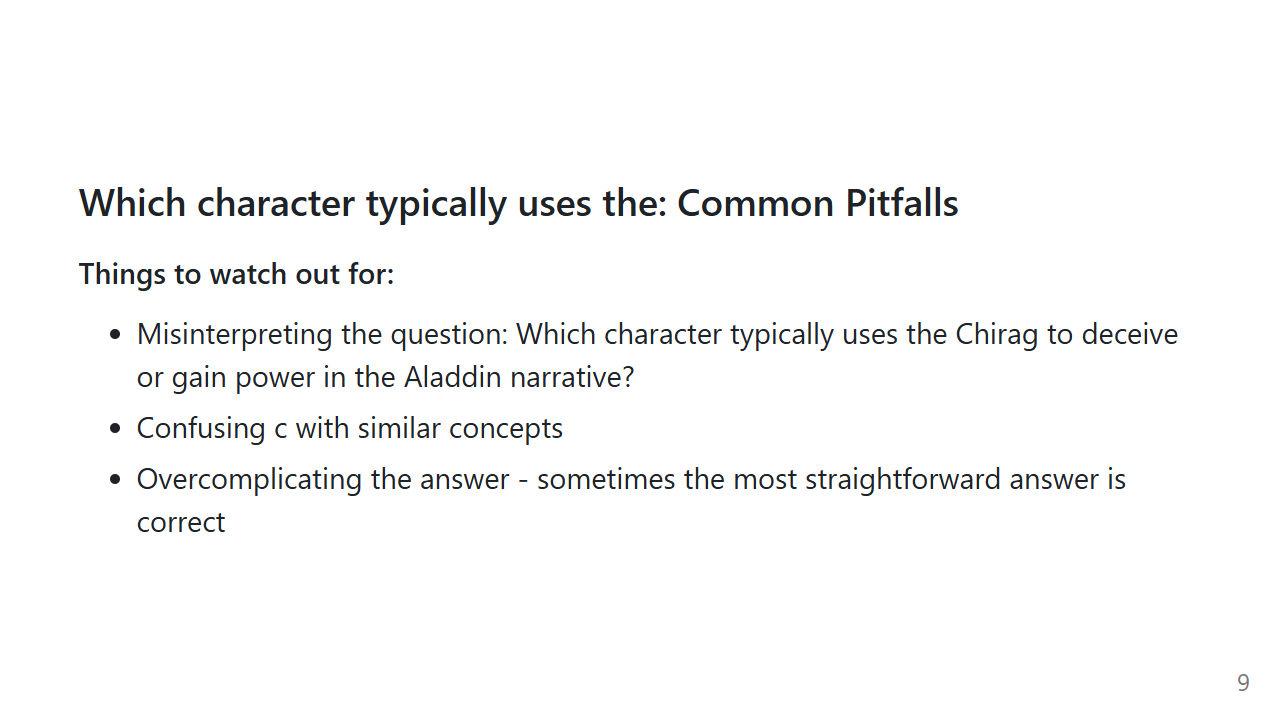 Which character typically uses the: Common Pitfalls
Things to watch out for:
• Misinterpreting the question: Which character typically uses the Chirag to deceive
or gain power in the Aladdin narrative?
• Confusing c with similar concepts
• Overcomplicating the answer - sometimes the most straightforward answer is
correct
9